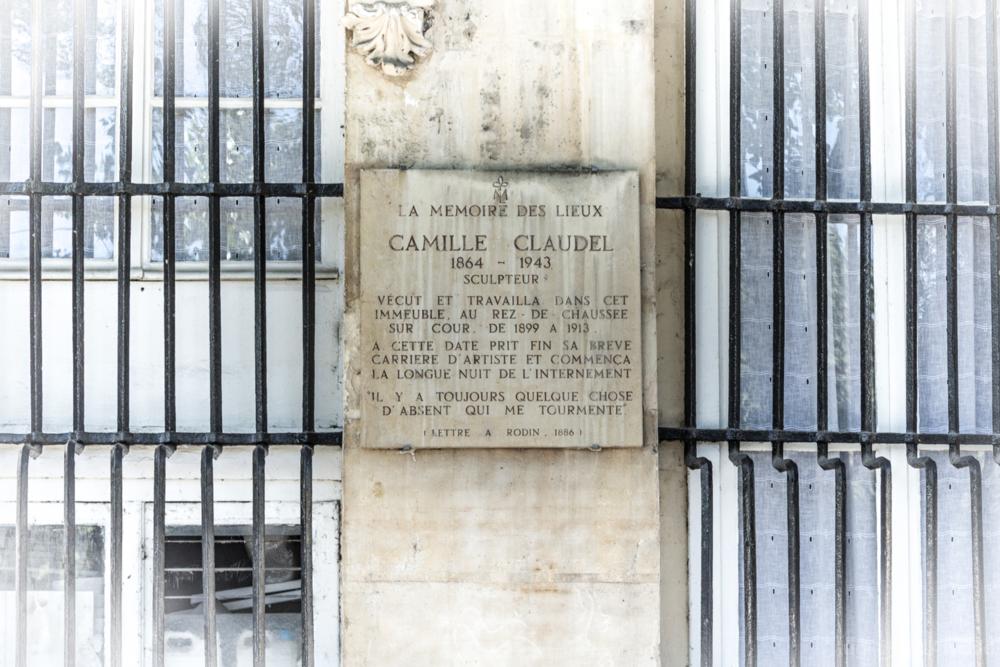 LA MEMOIRE DES LIEUX
CAMILLE CLAUDEL
1864 - 1943
SCULPTEUR
VÉCUT ET TRAVAILLA DANS CET
IMMEUBLE, AU REZ-DE-CHAUSSEE
SUR COUR. DE 1899 A 1913.
A CETTE DATE PRIT FIN SA BREVE
CARRIERE D'ARTISTE ET COMMENÇA
LA LONGUE NUIT DE L'INTERNEMENT
"IL Y A TOUJOURS QUELQUE CHOSE
D'ABSENT QUI ME TOURMENTE"
(LETTRE A RODIN, 1886)